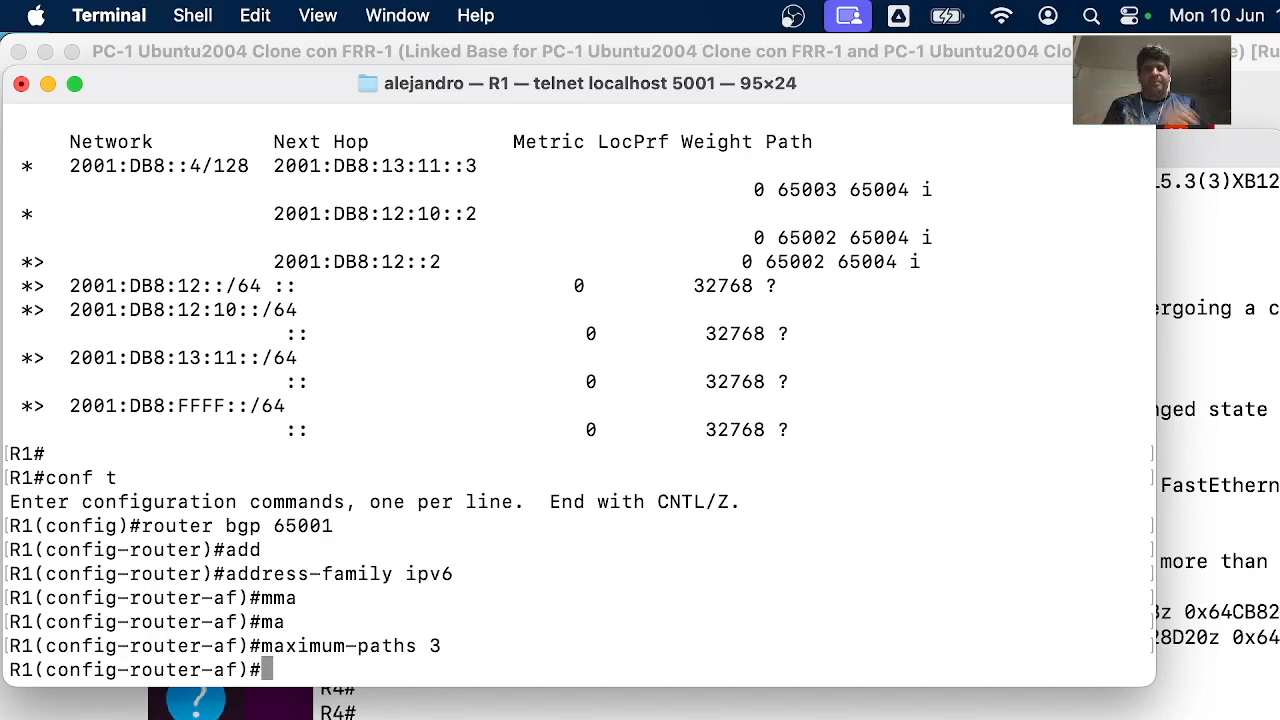 Terminal Shell Edit View Window Help Mon 10 Jun
PC-1 Ubuntu2004 Clone con FRR-1 (Linked Base for PC-1 Ubuntu2004 Clone con FRR-1 and PC-1 Ubuntu2004 Clo e) [Ru
alejandro — R1 — telnet localhost 5001 — 95×24
Network Next Hop Metric LocPrf Weight Path
* 2001:DB8::4/128 2001:DB8:13:11::3
0 65003 65004 i
* 2001:DB8:12:10::2
0 65002 65004 i
*> 2001:DB8:12::2 0 65002 65004 i
*> 2001:DB8:12::/64 :: 0 32768 ?
*> 2001:DB8:12:10::/64
:: 0 32768 ?
*> 2001:DB8:13:11::/64
:: 0 32768 ?
*> 2001:DB8:FFFF::/64
:: 0 32768 ?
R1#
R1#conf t
Enter configuration commands, one per line. End with CNTL/Z.
R1(config)#router bgp 65001
R1(config-router)#add
R1(config-router)#address-family ipv6
R1(config-router-af)#mma
R1(config-router-af)#ma
R1(config-router-af)#maximum-paths 3
R1(config-router-af)#
15.3(3)XB12
ergoing a c
nged state
FastEthern
more than
3z 0x64CB82
28D20z 0x64
R4#
R4#